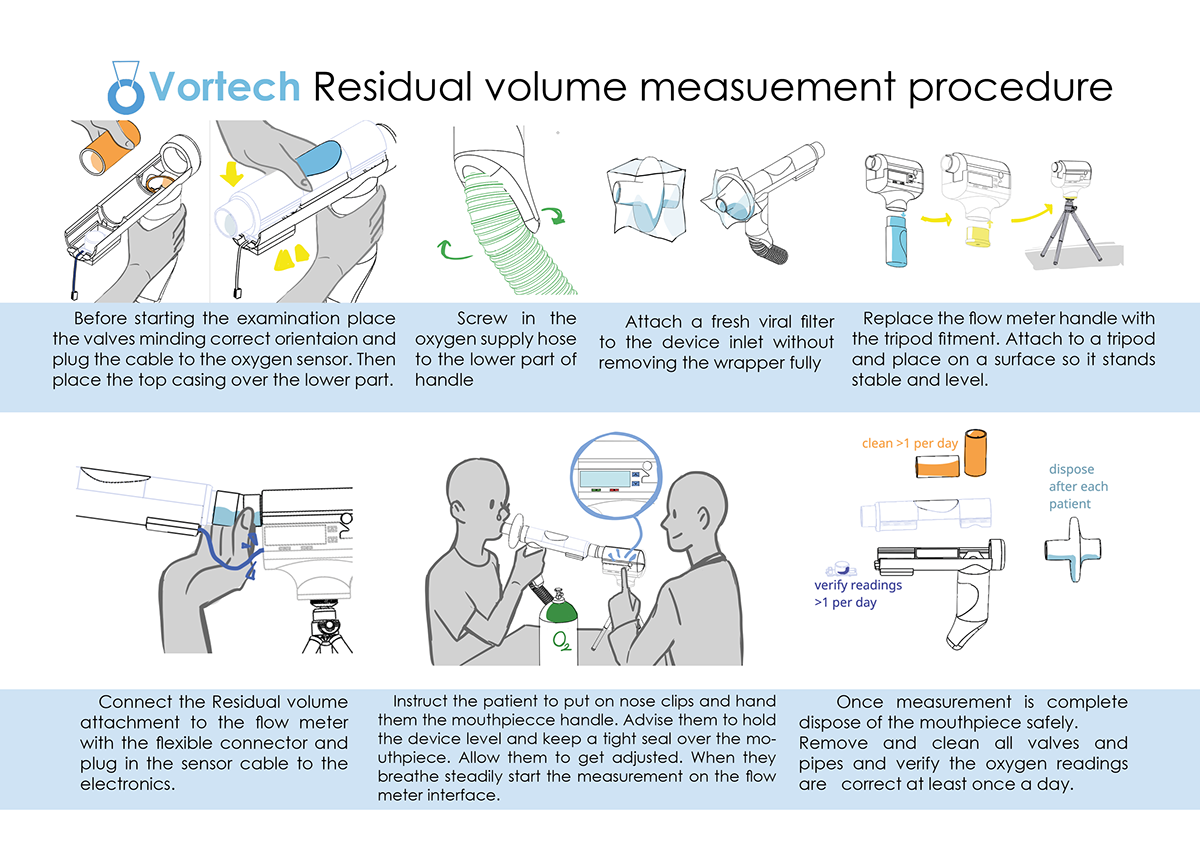 Vortech Residual volume measuement procedure
Before starting the examination place
the valves minding correct orientaion and
plug the cable to the oxygen sensor. Then
place the top casing over the lower part.
Screw in the
oxygen supply hose
to the lower part of
handle
Attach a fresh viral filter
to the device inlet without
removing the wrapper fully
Replace the flow meter handle with
the tripod fitment. Attach to a tripod
and place on a surface so it stands
stable and level.
O2
clean >1 per day
dispose
after each
patient
verify readings
>1 per day
Connect the Residual volume
attachment to the flow meter
with the flexible connector and
plug in the sensor cable to the
electronics.
Instruct the patient to put on nose clips and hand
them the mouthpiecce handle. Advise them to hold
the device level and keep a tight seal over the mo-
uthpiece. Allow them to get adjusted. When they
breathe steadily start the measurement on the flow
meter interface.
Once measurement is complete
dispose of the mouthpiece safely.
Remove and clean all valves and
pipes and verify the oxygen readings
are correct at least once a day.